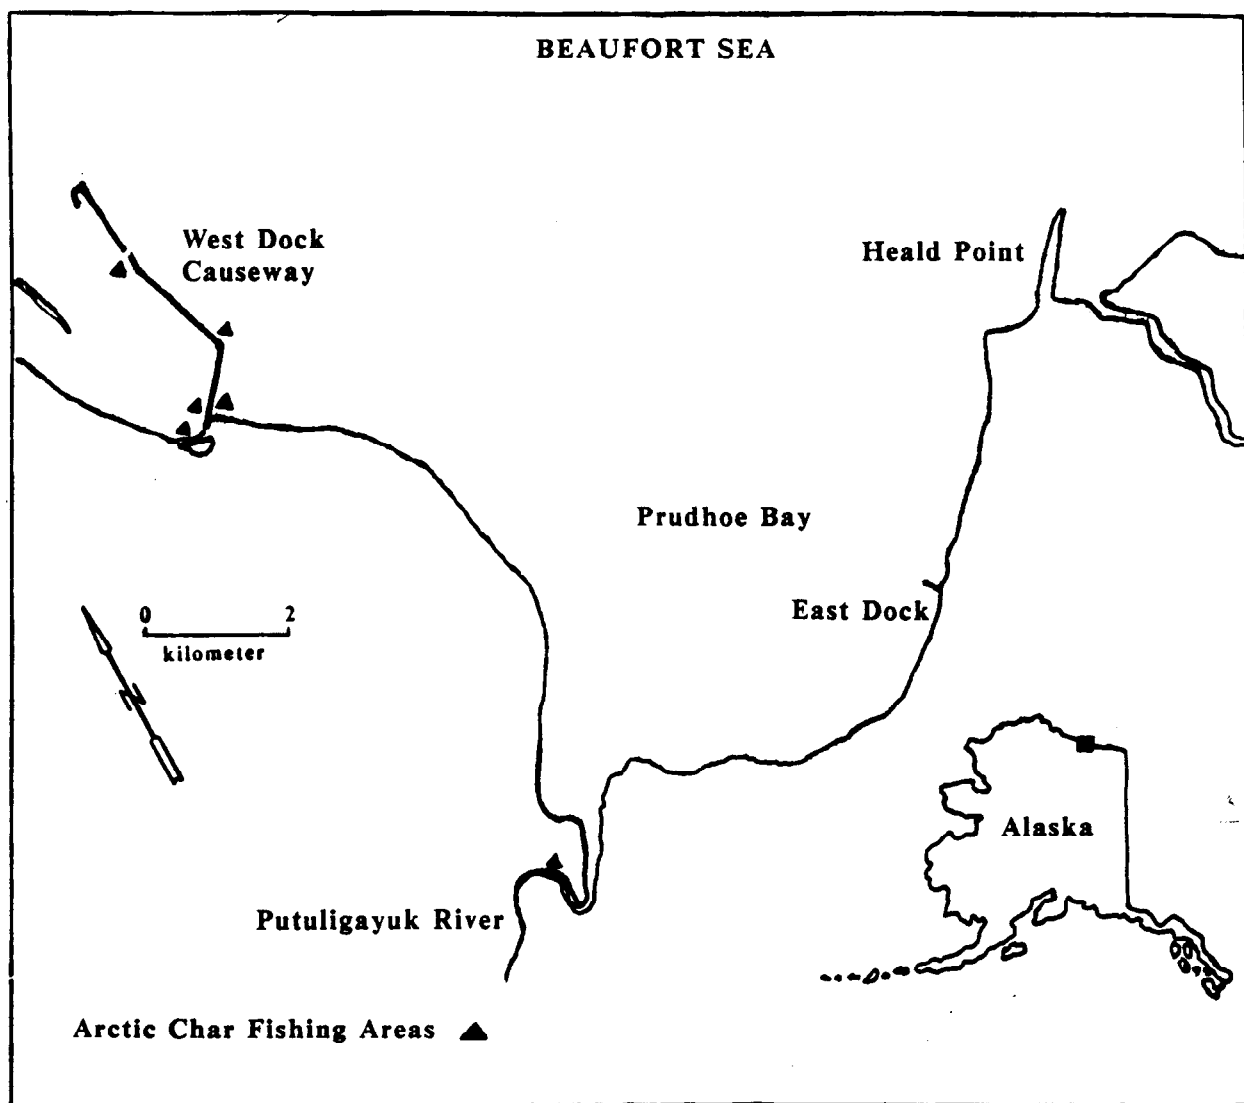 BEAUFORT SEA
West Dock
Causeway
Heald Point
Prudhoe Bay
East Dock
0 2
kilometer
Alaska
Putuligayuk River
Arctic Char Fishing Areas